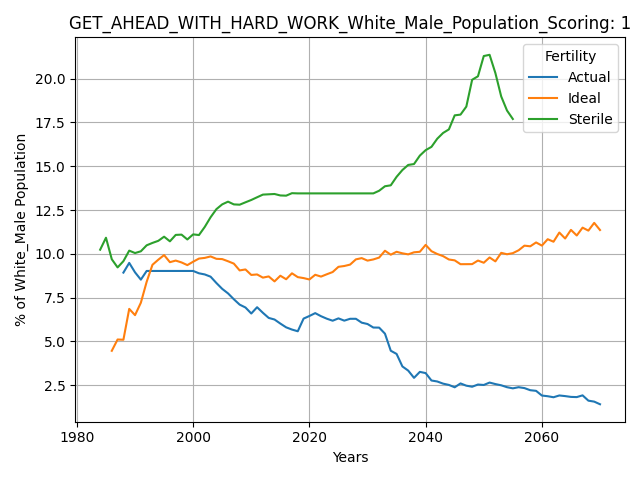 GET_AHEAD_WITH_HARD_WORK_White_Male_Population_Scoring: 1
% of White_Male Population
20.0
17.5
15.0
12.5
10.0
7.5
5.0
2.5
Fertility
Actual
Ideal
Sterile
1980
2000
2020
2040
2060
Years